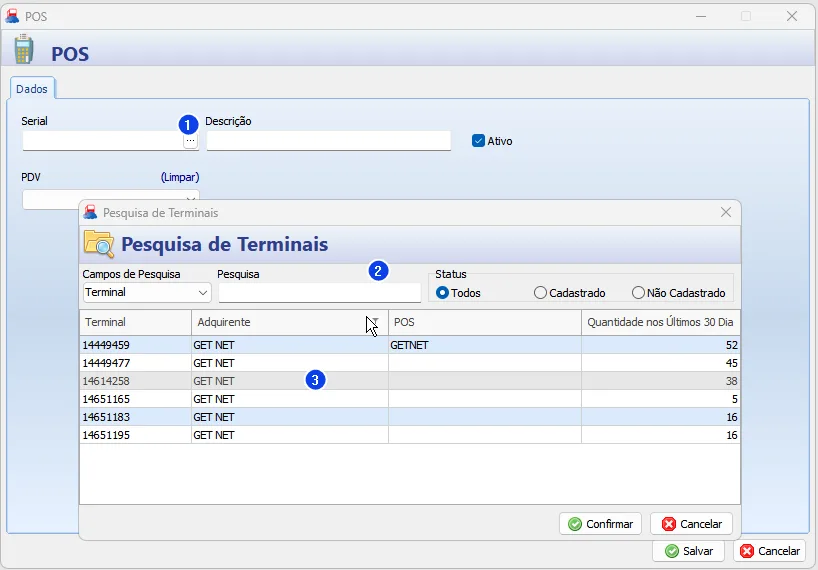 POS
POS
Dados
Serial 1 Descrição
... Ativo
PDV (Limpar)
Pesquisa de Terminais
Pesquisa de Terminais
Campos de Pesquisa Pesquisa 2 Status
Terminal Todos Cadastrado Não Cadastrado
Terminal Adquirente POS Quantidade nos Últimos 30 Dia
14449459 GET NET GETNET 52
14449477 GET NET 45
14614258 GET NET 3 38
14651165 GET NET 5
14651183 GET NET 16
14651195 GET NET 16
Confirmar Cancelar
Salvar Cancelar